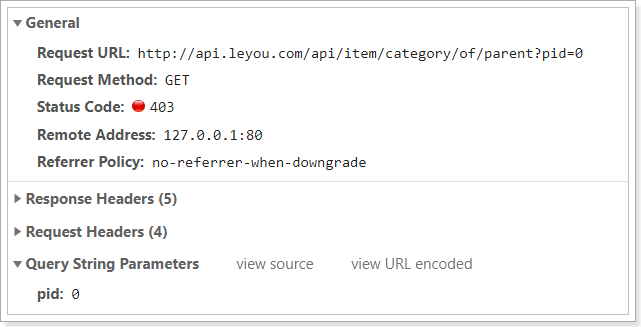 General
Request URL: http://api.leyou.com/api/item/category/of/parent?pid=0
Request Method: GET
Status Code: 403
Remote Address: 127.0.0.1:80
Referrer Policy: no-referrer-when-downgrade
Response Headers (5)
Request Headers (4)
Query String Parameters view source view URL encoded
pid: 0